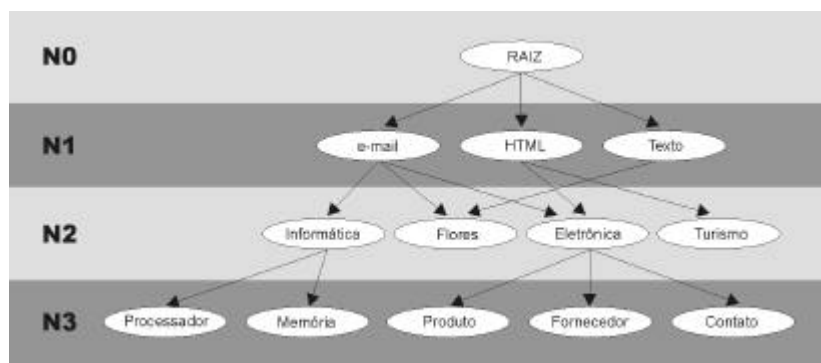 N0 RAIZ
N1 e-mail HTML Texto
N2 Informática Flores Eletrônica Turismo
N3 Processador Memória Produto Fornecedor Contato